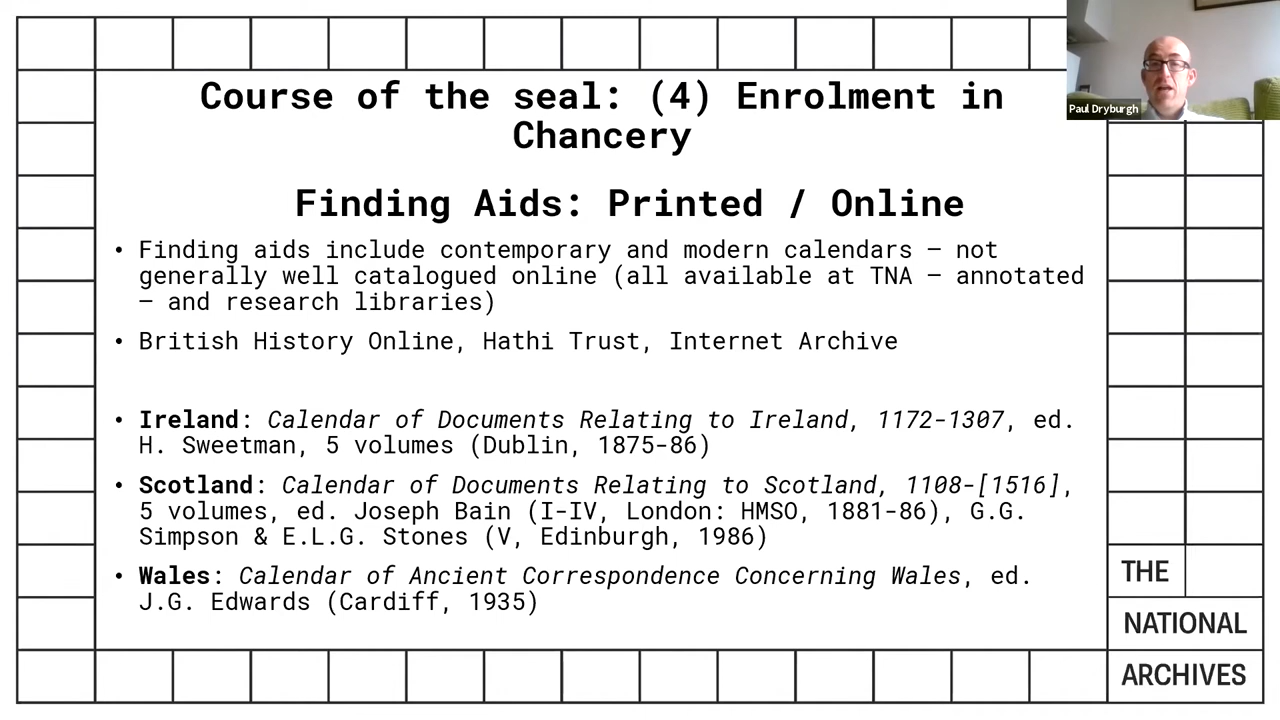 Course of the seal: (4) Enrolment in
Chancery
Finding Aids: Printed / Online
• Finding aids include contemporary and modern calendars – not
generally well catalogued online (all available at TNA – annotated
– and research libraries)
• British History Online, Hathi Trust, Internet Archive
• Ireland: Calendar of Documents Relating to Ireland, 1172-1307, ed.
H. Sweetman, 5 volumes (Dublin, 1875-86)
• Scotland: Calendar of Documents Relating to Scotland, 1108-[1516],
5 volumes, ed. Joseph Bain (I-IV, London: HMSO, 1881-86), G.G.
Simpson & E.L.G. Stones (V, Edinburgh, 1986)
• Wales: Calendar of Ancient Correspondence Concerning Wales, ed.
J.G. Edwards (Cardiff, 1935)
Paul Dryburgh
THE
NATIONAL
ARCHIVES